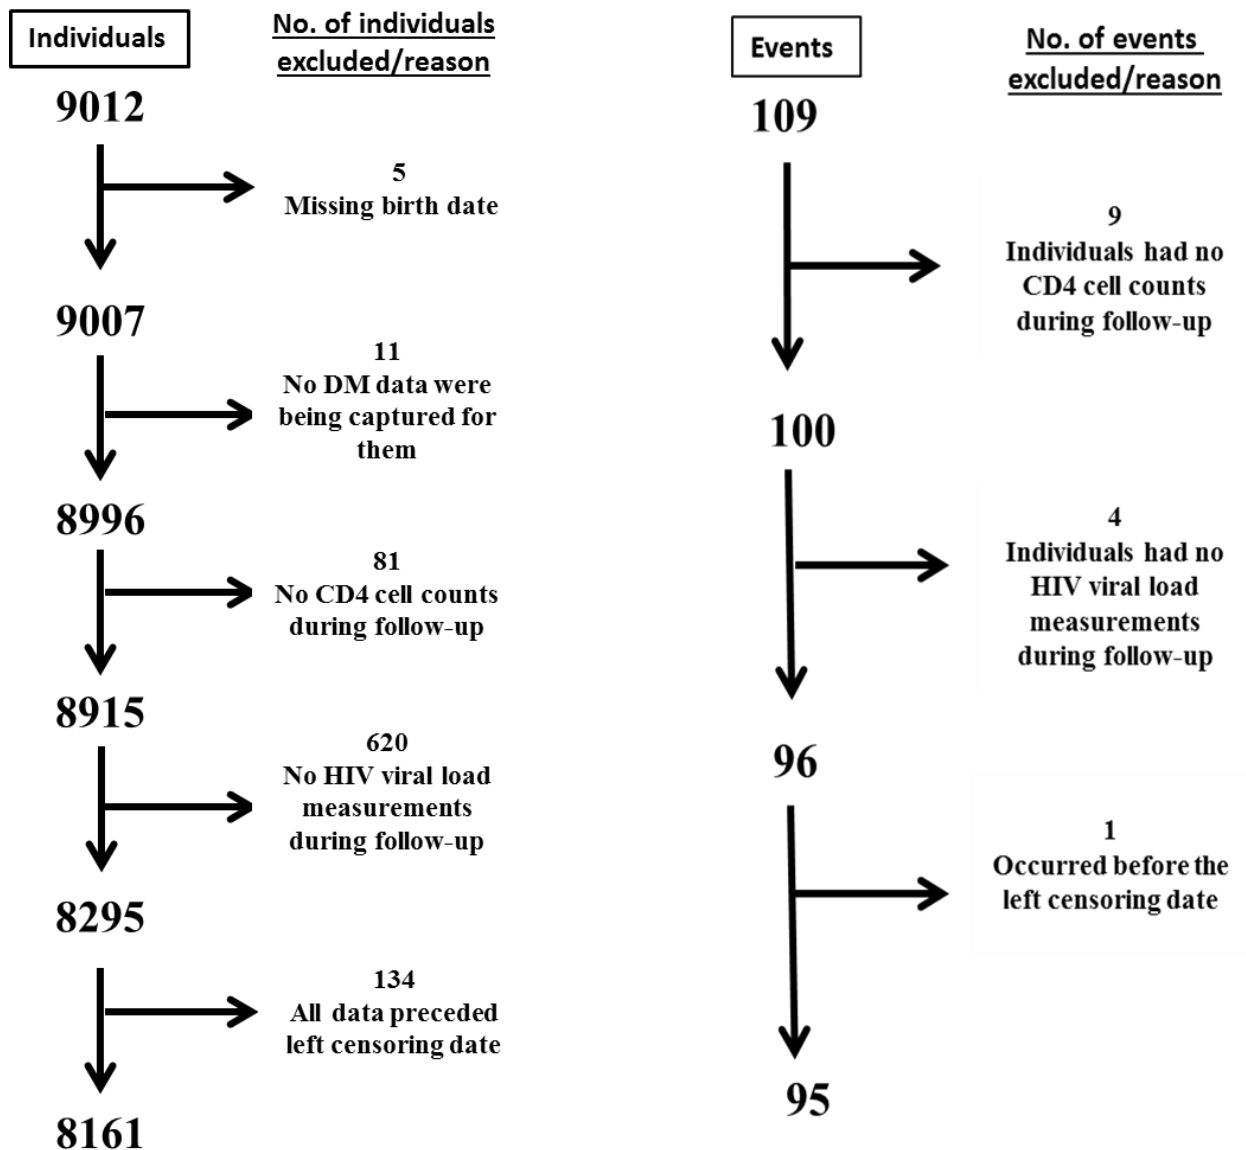 Individuals
No. of individuals
excluded/reason
9012
5
Missing birth date
9007
11
No DM data were
being captured for
them
8996
81
No CD4 cell counts
during follow-up
8915
620
No HIV viral load
measurements
during follow-up
8295
134
All data preceded
left censoring date
8161
Events
No. of events
excluded/reason
109
9
Individuals had no
CD4 cell counts
during follow-up
100
4
Individuals had no
HIV viral load
measurements
during follow-up
96
1
Occurred before the
left censoring date
95